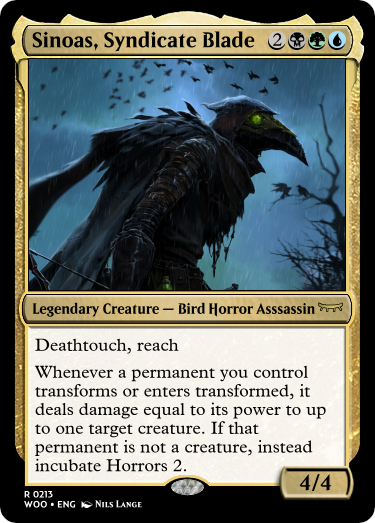 Sinoas, Syndicate Blade 2
Legendary Creature — Bird Horror Asssassin
Deathtouch, reach
Whenever a permanent you control
transforms or enters transformed, it
deals damage equal to its power to up
to one target creature. If that
permanent is not a creature, instead
incubate Horrors 2.
4/4
R 0213
WOO • ENG Nils Lange